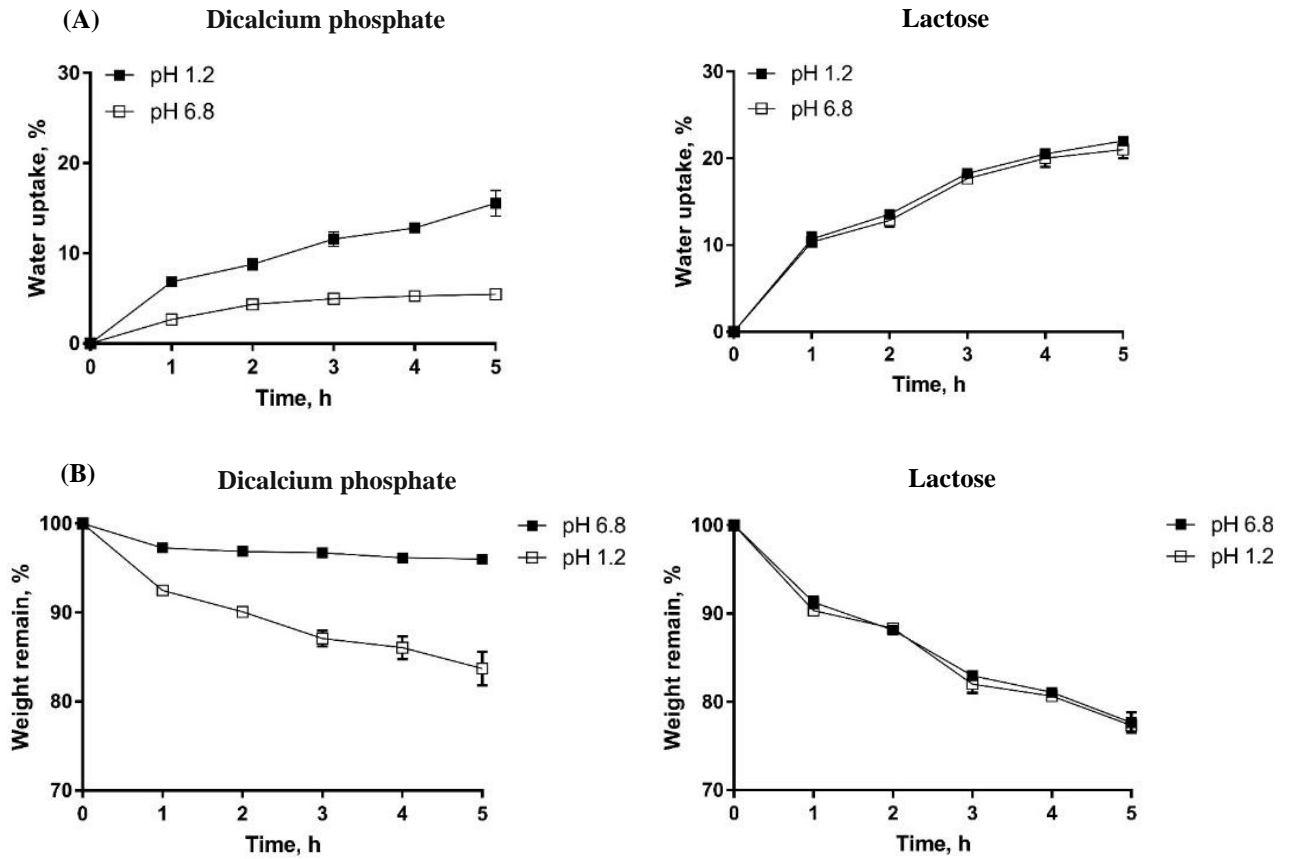 (A)
Dicalcium phosphate
pH 1.2
pH 6.8
Water uptake, %
30
20
10
0
0 1 2 3 4 5
Time, h
Lactose
pH 1.2
pH 6.8
Water uptake, %
30
20
10
0
0 1 2 3 4 5
Time, h
(B)
Dicalcium phosphate
pH 6.8
pH 1.2
Weight remain, %
100
90
80
70
0 1 2 3 4 5
Time, h
Lactose
pH 6.8
pH 1.2
Weight remain, %
100
90
80
70
0 1 2 3 4 5
Time, h